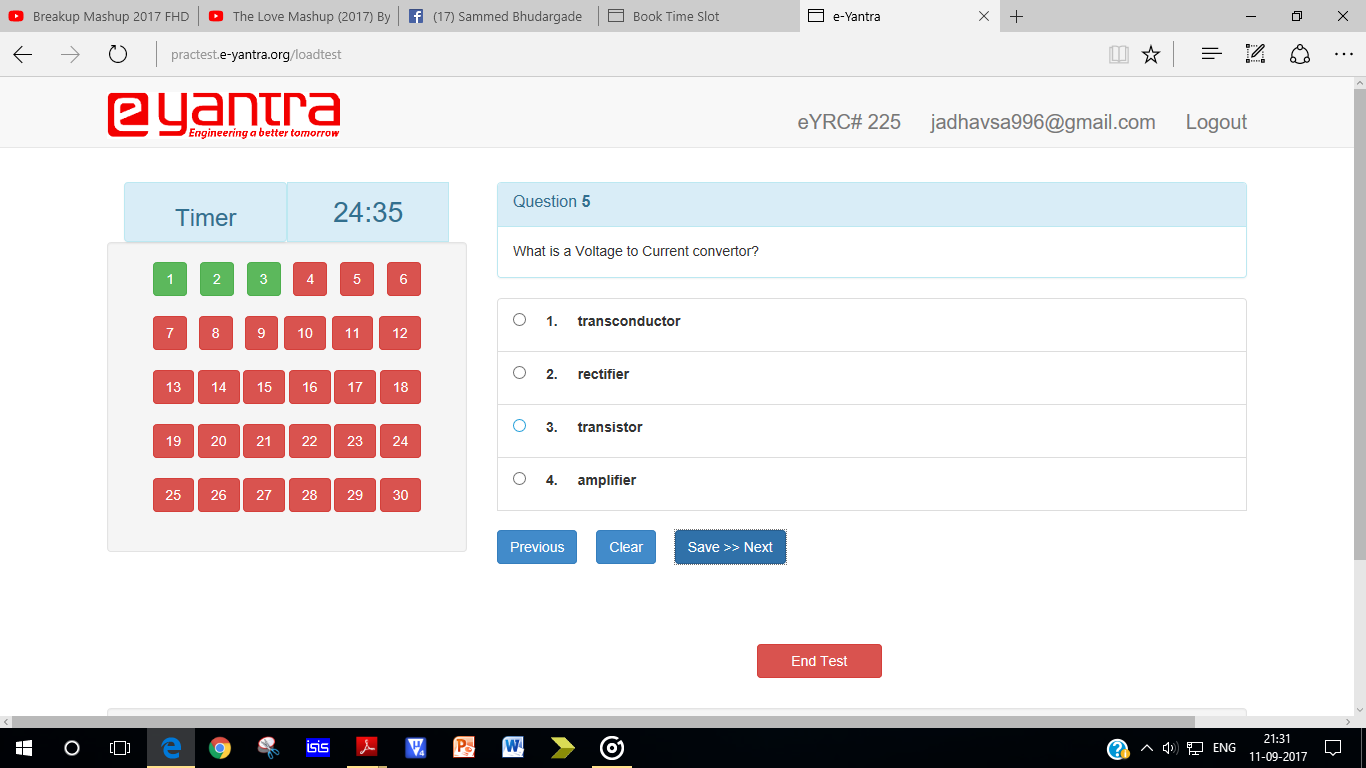 Breakup Mashup 2017 FHD
The Love Mashup (2017) By
(17) Sammed Bhudargade
Book Time Slot
e-Yantra
practest.e-yantra.org/loadtest
e yantra
Engineering a better tomorrow
eYRC# 225 jadhavsa996@gmail.com Logout
Timer 24:35
1 2 3 4 5 6
7 8 9 10 11 12
13 14 15 16 17 18
19 20 21 22 23 24
25 26 27 28 29 30
Question 5
What is a Voltage to Current convertor?
1. transconductor
2. rectifier
3. transistor
4. amplifier
Previous Clear Save >> Next
End Test
isis
ENG
21:31
11-09-2017